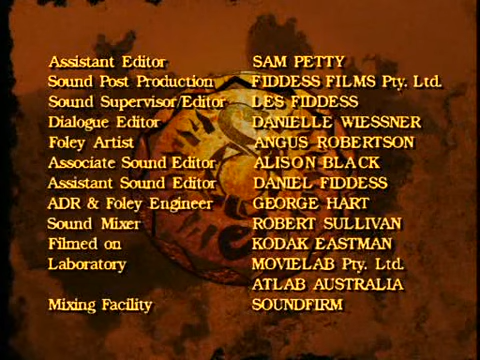 Assistant Editor SAM PETTY
Sound Post Production FIDDESS FILMS Pty. Ltd.
Sound Supervisor/Editor LES FIDDESS
Dialogue Editor DANIELLE WIESSNER
Foley Artist ANGUS ROBERTSON
Associate Sound Editor ALISON BLACK
Assistant Sound Editor DANIEL FIDDESS
ADR & Foley Engineer GEORGE HART
Sound Mixer ROBERT SULLIVAN
Filmed on KODAK EASTMAN
Laboratory MOVIELAB Pty. Ltd.
ATLAB AUSTRALIA
Mixing Facility SOUNDFIRM